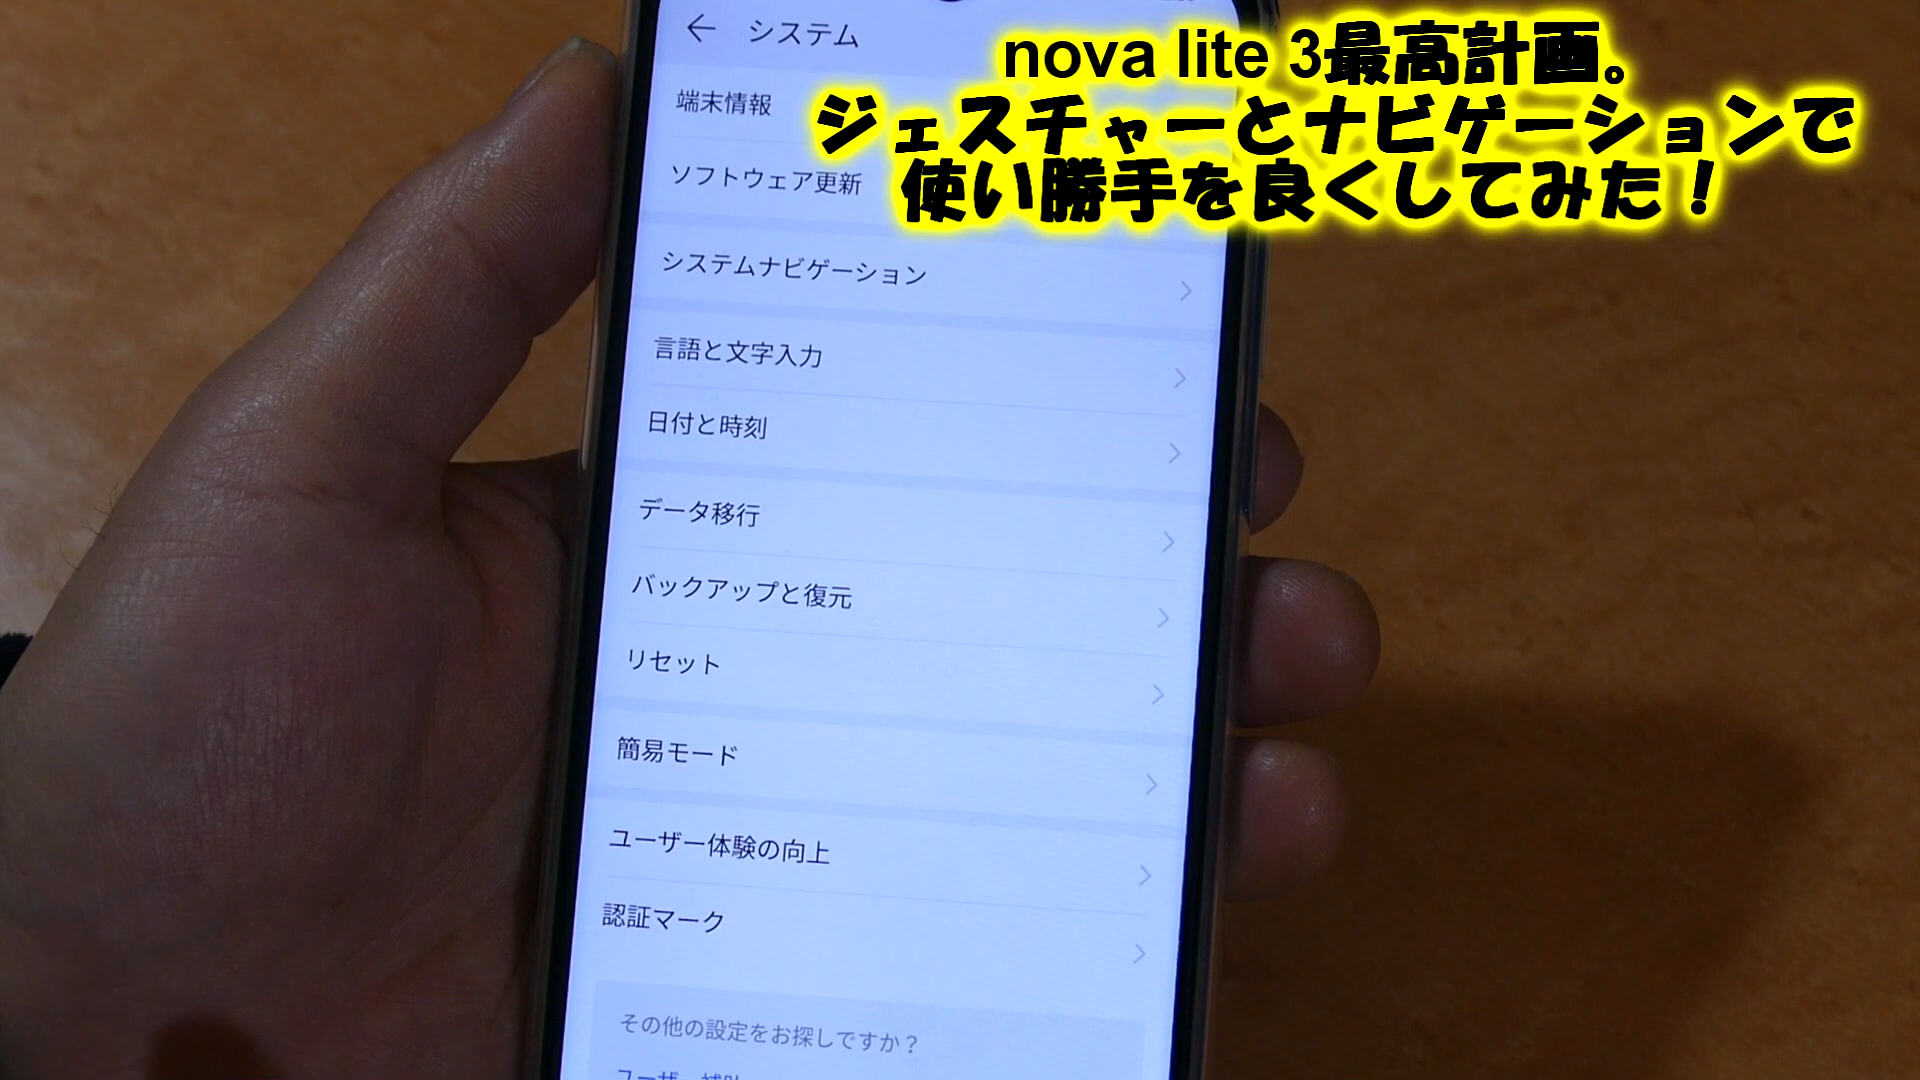 nova lite 3最高計画。
ジェスチャーとナビゲーションで
使い勝手を良くしてみた！
システム
端末情報
ソフトウェア更新
システムナビゲーション
言語と文字入力
日付と時刻
データ移行
バックアップと復元
リセット
簡易モード
ユーザー体験の向上
認証マーク
その他の設定をお探しですか？